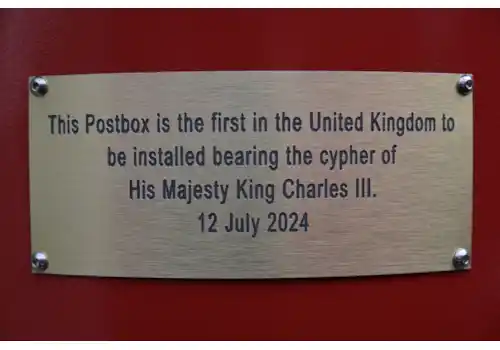 This Postbox is the first in the United Kingdom to
be installed bearing the cypher of
His Majesty King Charles III.
12 July 2024